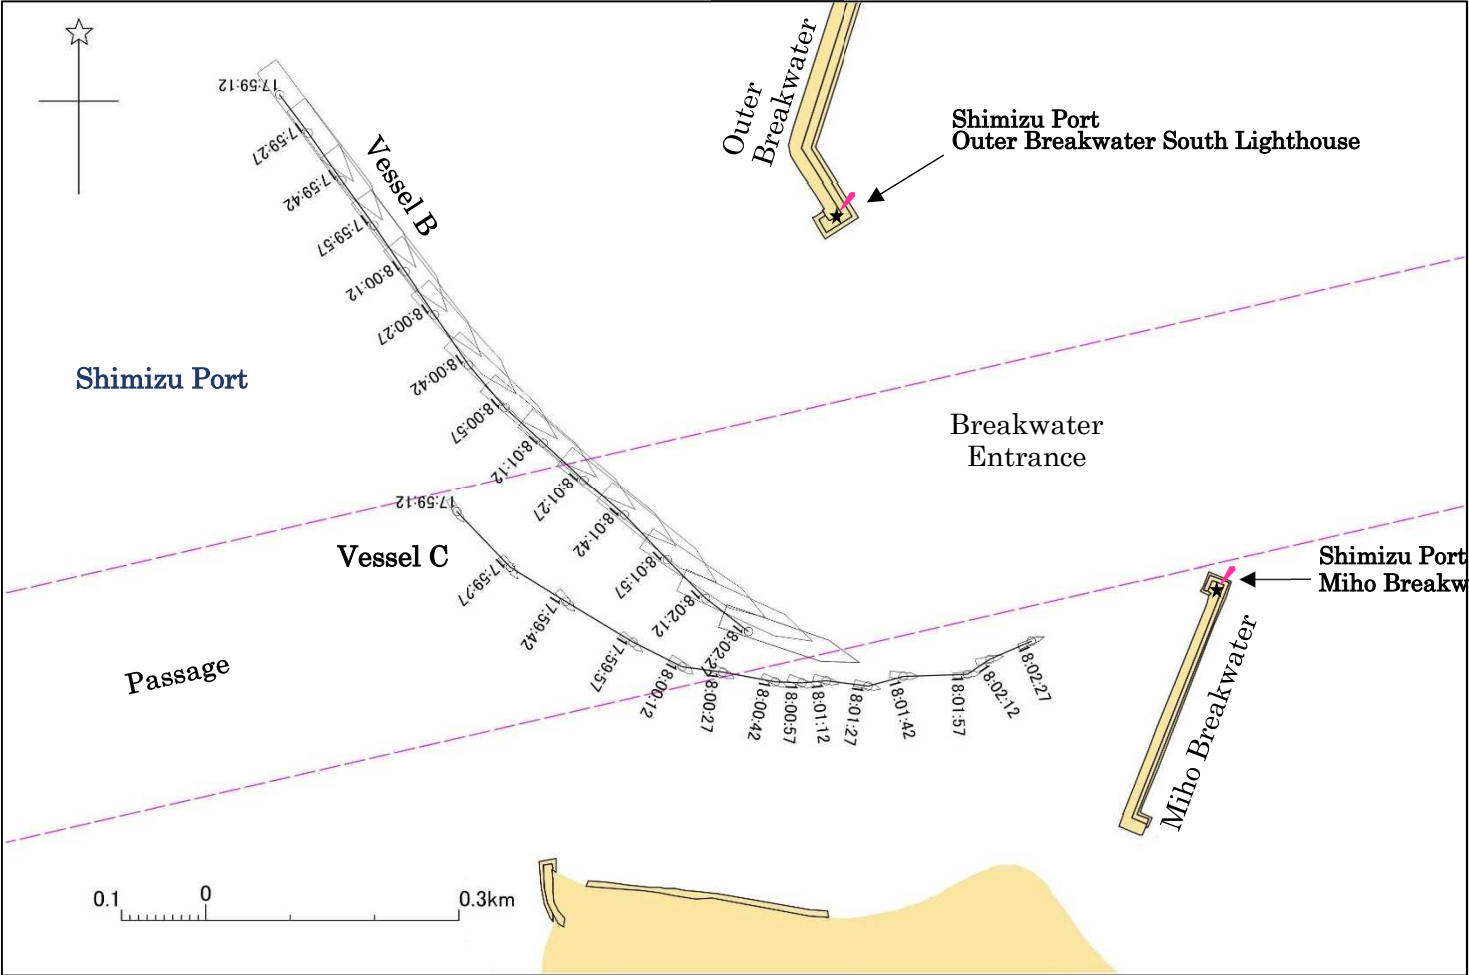 Outer
Breakwater
Shimizu Port
Outer Breakwater South Lighthouse
17:59:12
17:59:27
17:59:42
17:59:57
18:00:12
18:00:27
18:00:42
18:00:57
18:01:12
18:01:27
18:01:42
18:01:57
18:02:12
18:02:27
Vessel B
Shimizu Port
Breakwater
Entrance
17:59:12
17:59:27
17:59:42
17:59:57
18:00:12
18:00:27
18:00:42
18:00:57
18:01:12
18:01:27
18:01:42
18:01:57
18:02:12
18:02:27
Vessel C
Shimizu Port
Miho Breakw
Miho Breakwater
Passage
0.1 0 0.3km